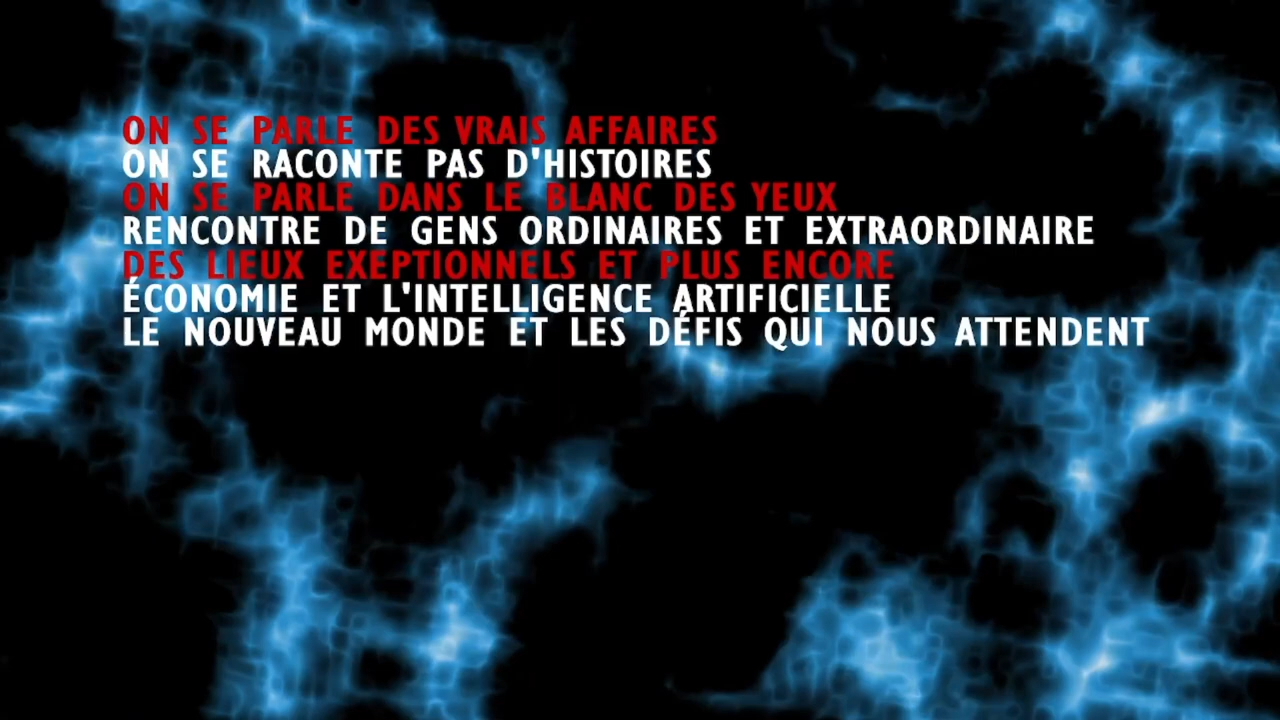 ON SE PARLE DES VRAIS AFFAIRES
ON SE RACONTE PAS D'HISTOIRES
ON SE PARLE DANS LE BLANC DES YEUX
RENCONTRE DE GENS ORDINAIRES ET EXTRAORDINAIRE
DES LIEUX EXEPTIONNELS ET PLUS ENCORE
ÉCONOMIE ET L'INTELLIGENCE ARTIFICIELLE
LE NOUVEAU MONDE ET LES DÉFIS QUI NOUS ATTENDENT